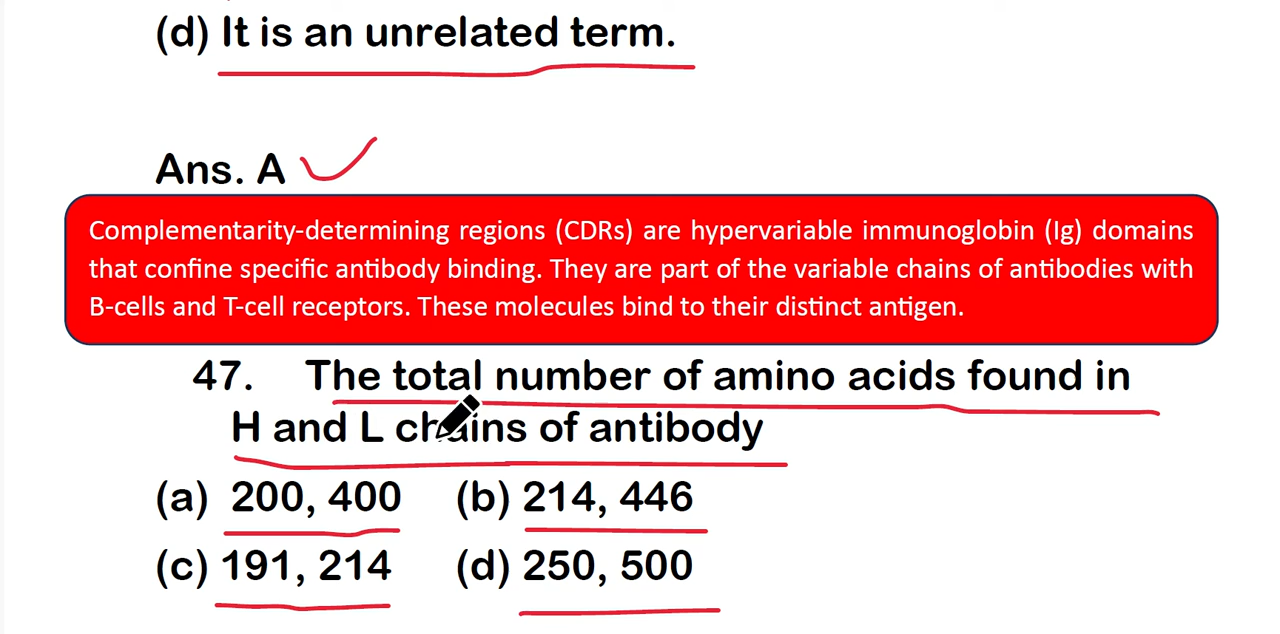 (d) It is an unrelated term.
Ans. A
Complementarity-determining regions (CDRs) are hypervariable immunoglobin (Ig) domains
that confine specific antibody binding. They are part of the variable chains of antibodies with
B-cells and T-cell receptors. These molecules bind to their distinct antigen.
47. The total number of amino acids found in
H and L chains of antibody
(a) 200, 400 (b) 214, 446
(c) 191, 214 (d) 250, 500